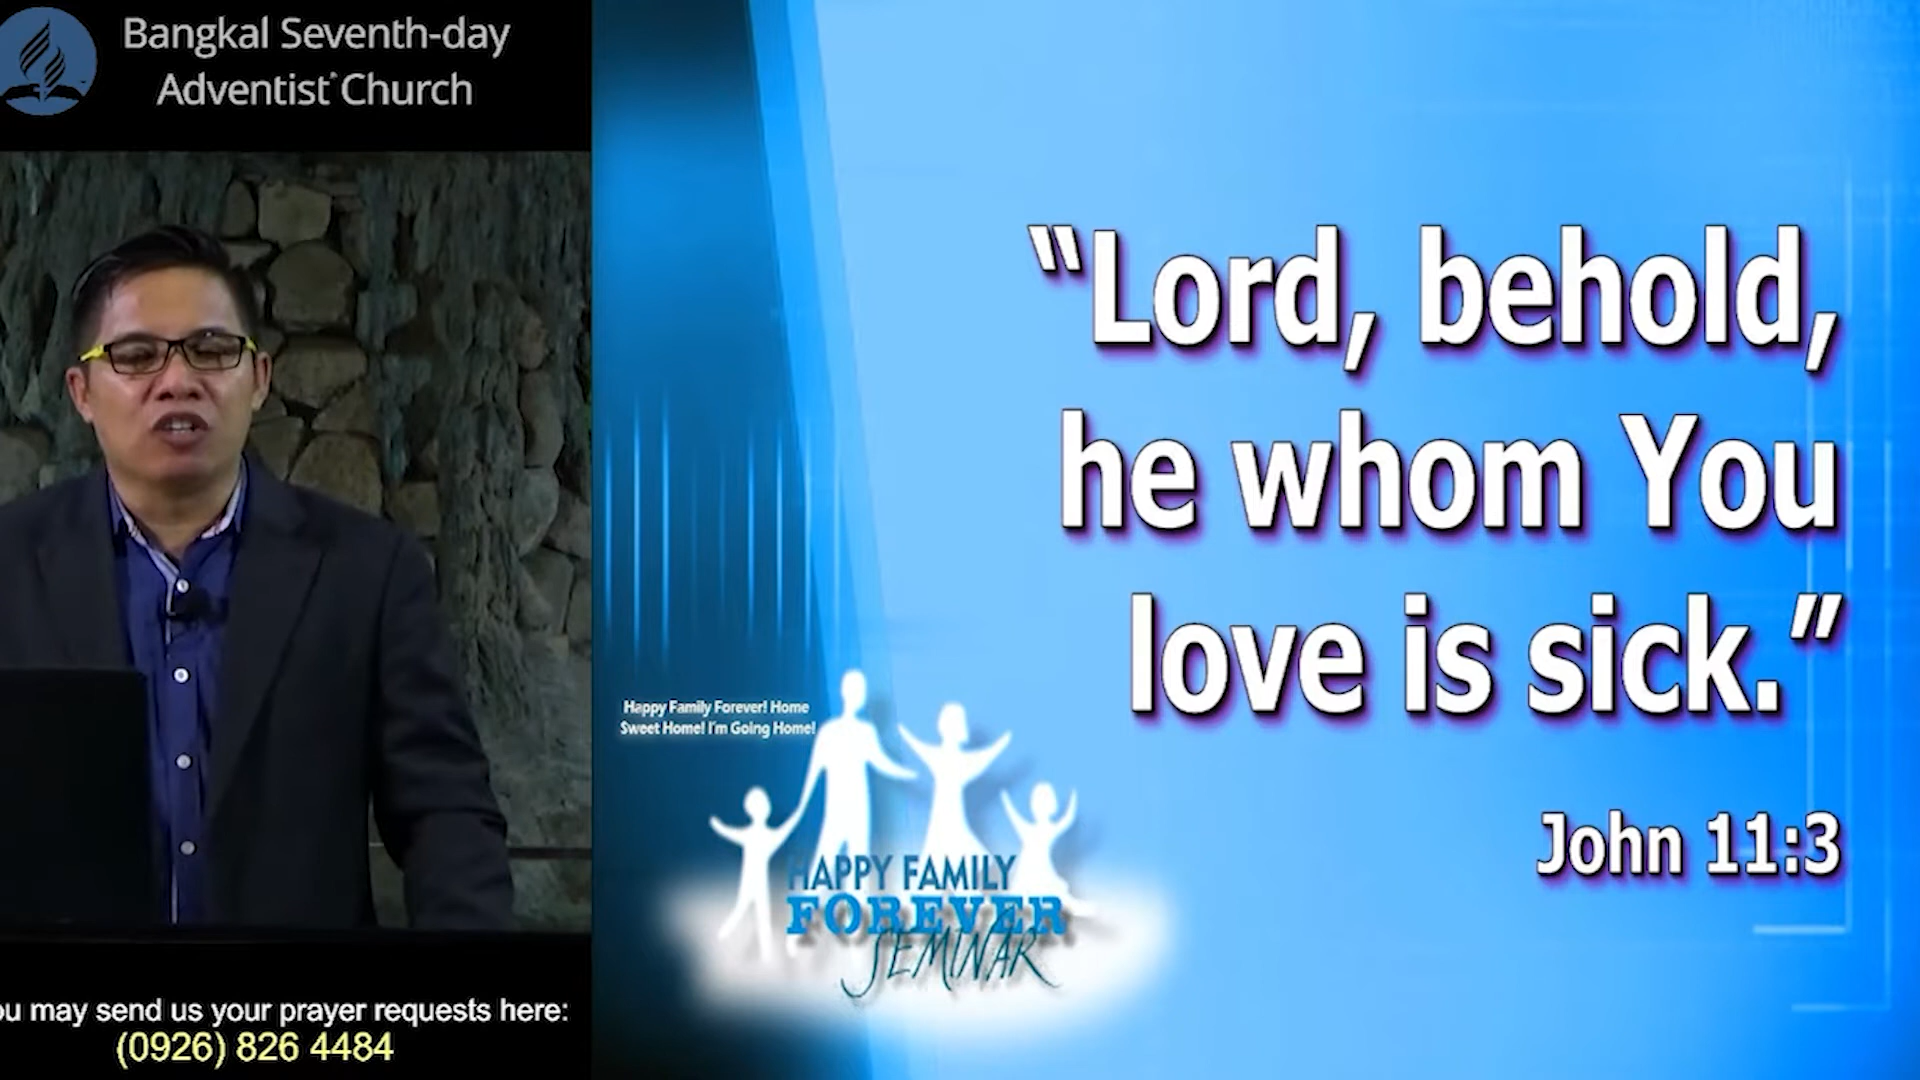 Bangkal Seventh-day
Adventist Church
“Lord, behold,
he whom You
love is sick.”
John 11:3
Happy Family Forever! Home
Sweet Home! I'm Going Home!
HAPPY FAMILY
FOREVER
SEMINAR
ou may send us your prayer requests here:
(0926) 826 4484